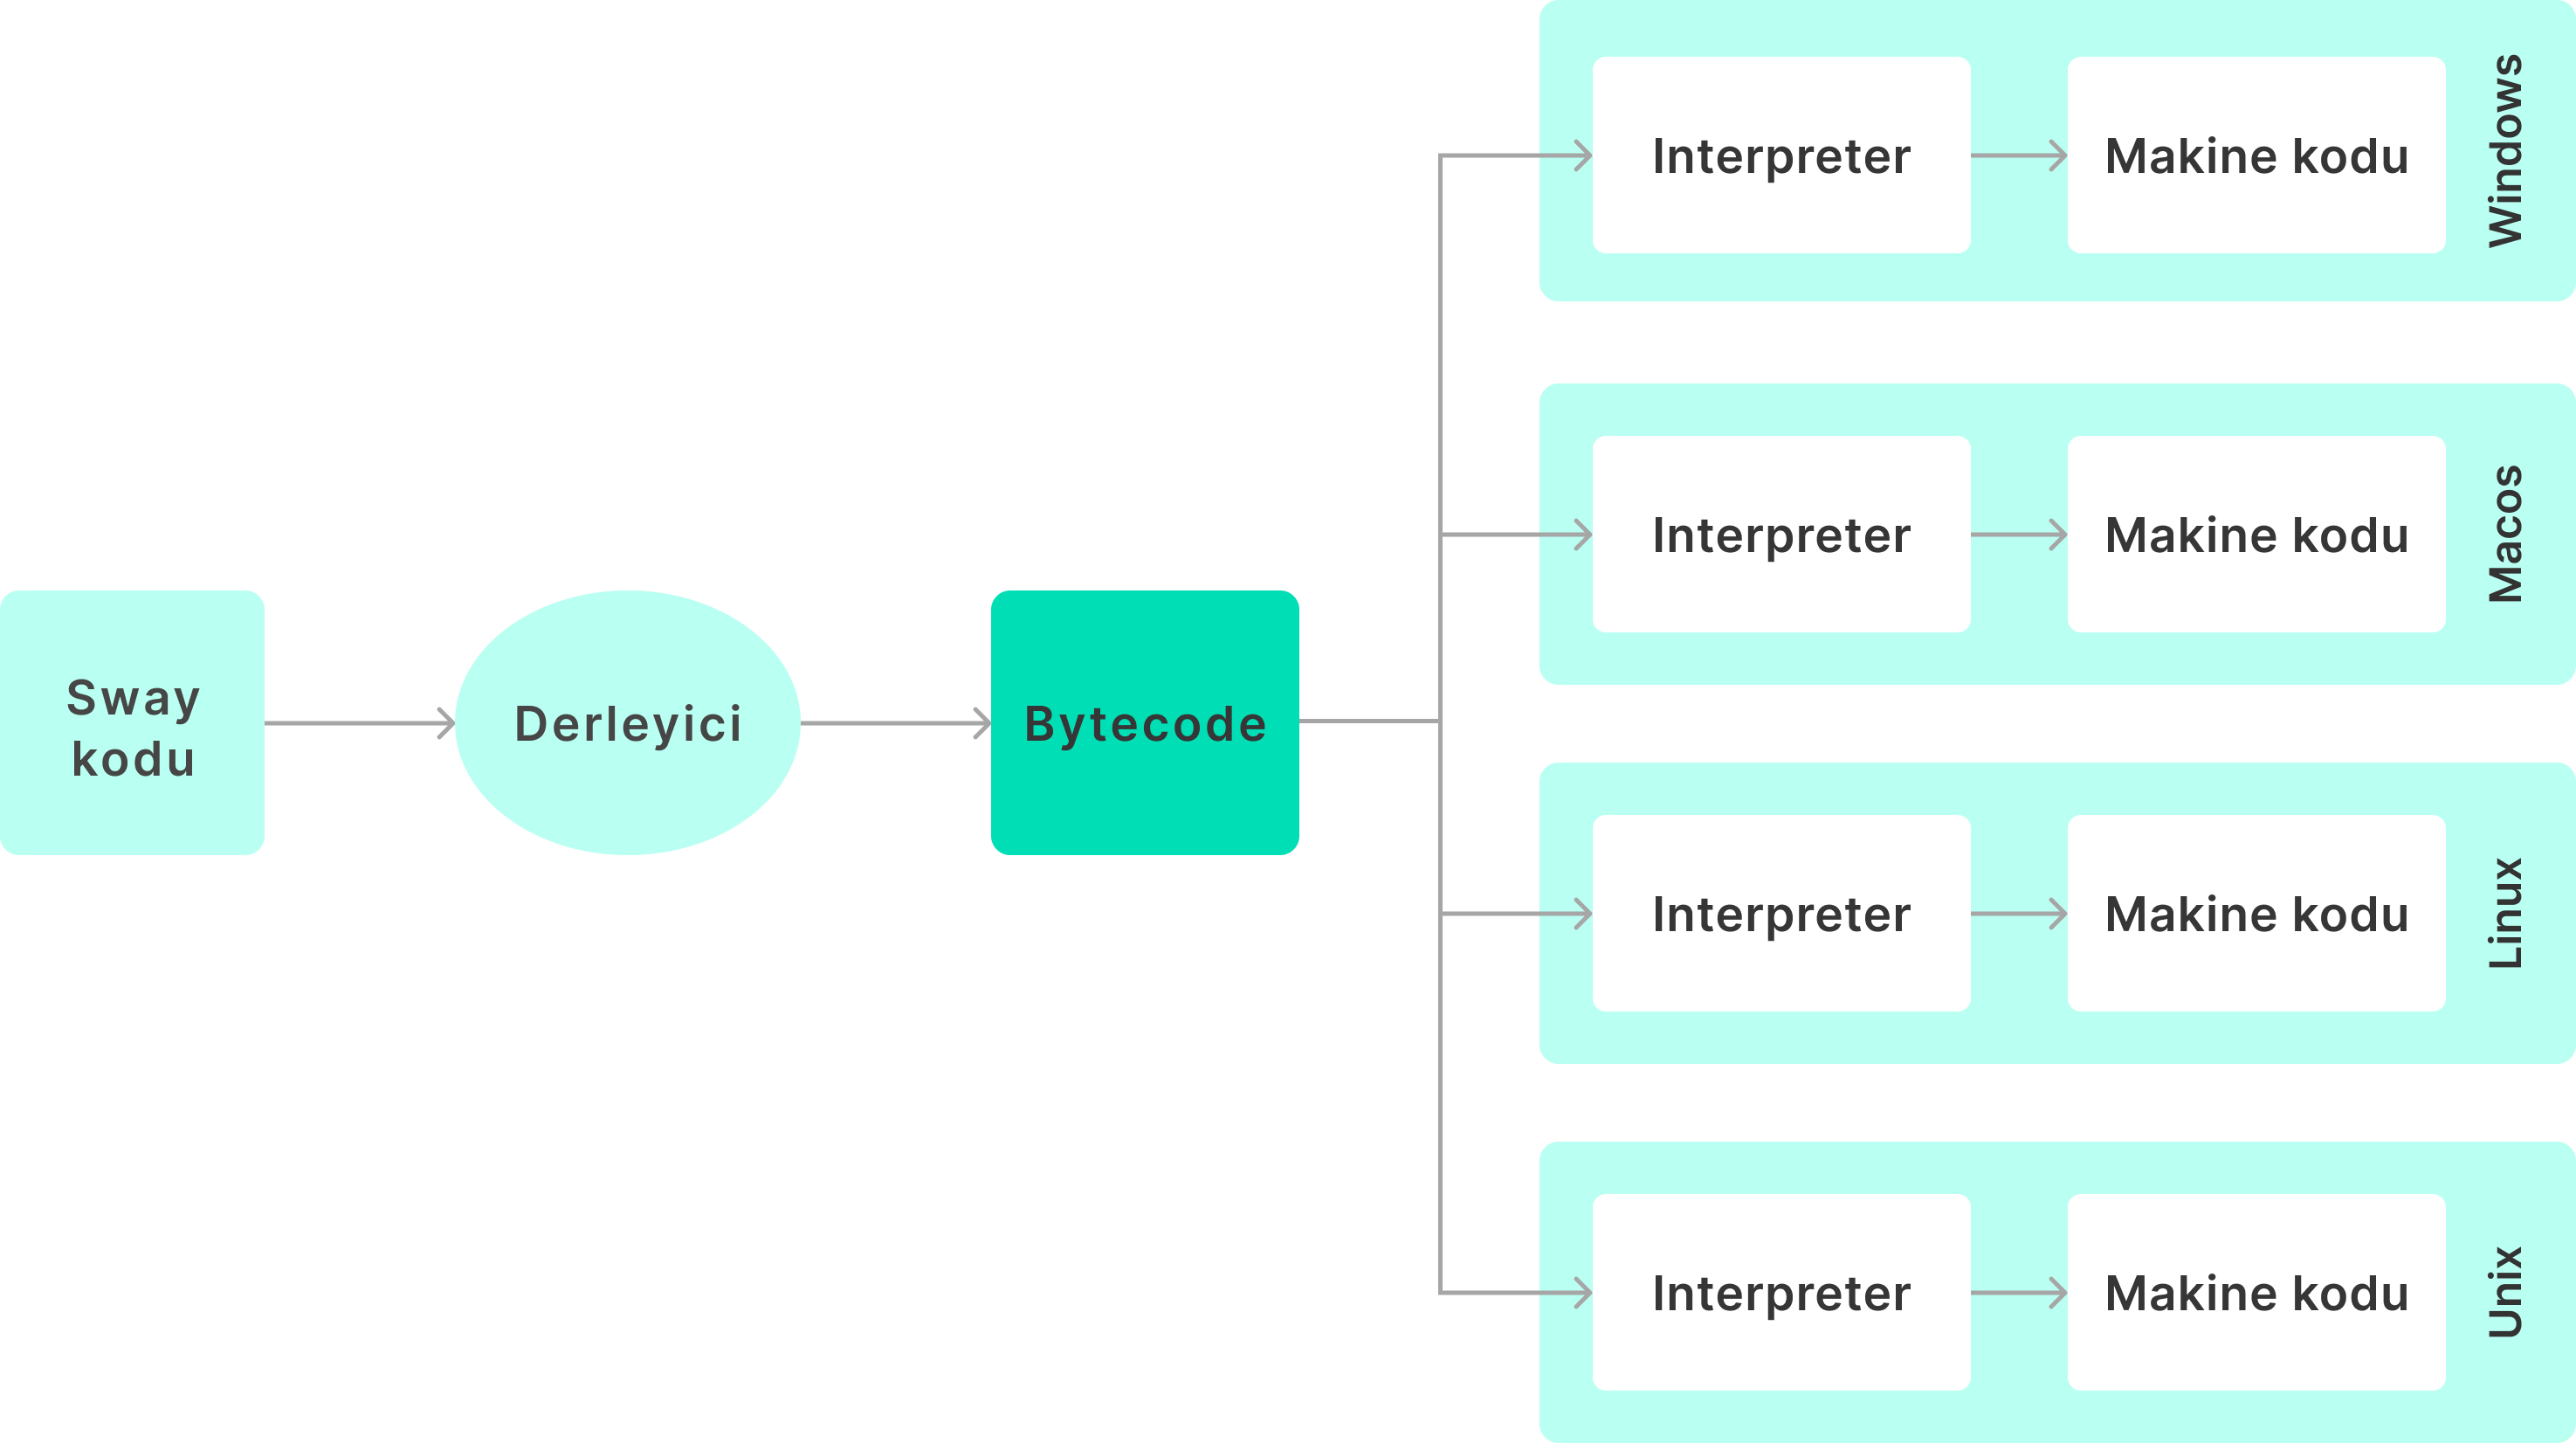 Sway
kodu
Derleyici
Bytecode
Interpreter
Makine kodu
Windows
Interpreter
Makine kodu
Macos
Interpreter
Makine kodu
Linux
Interpreter
Makine kodu
Unix